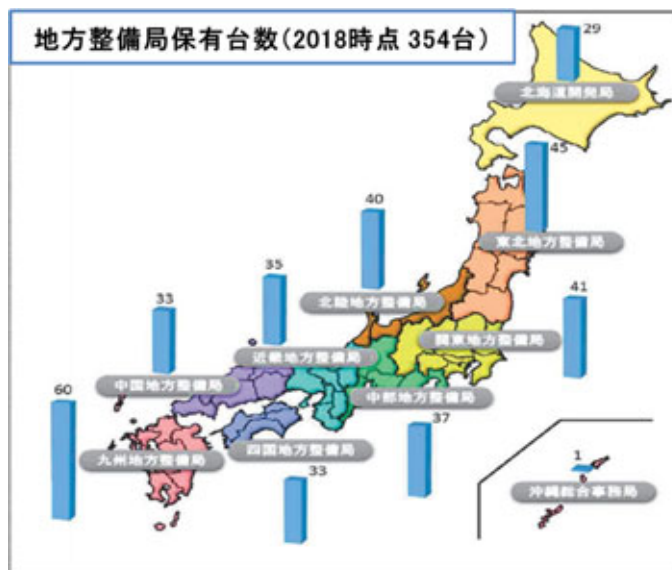 地方整備局保有台数(2018時点 354台)
29
北海道開発局
45
東北地方整備局
40
北陸地方整備局
41
関東地方整備局
35
近畿地方整備局
33
中国地方整備局
37
中部地方整備局
60
九州地方整備局
33
四国地方整備局
1
沖縄総合事務局